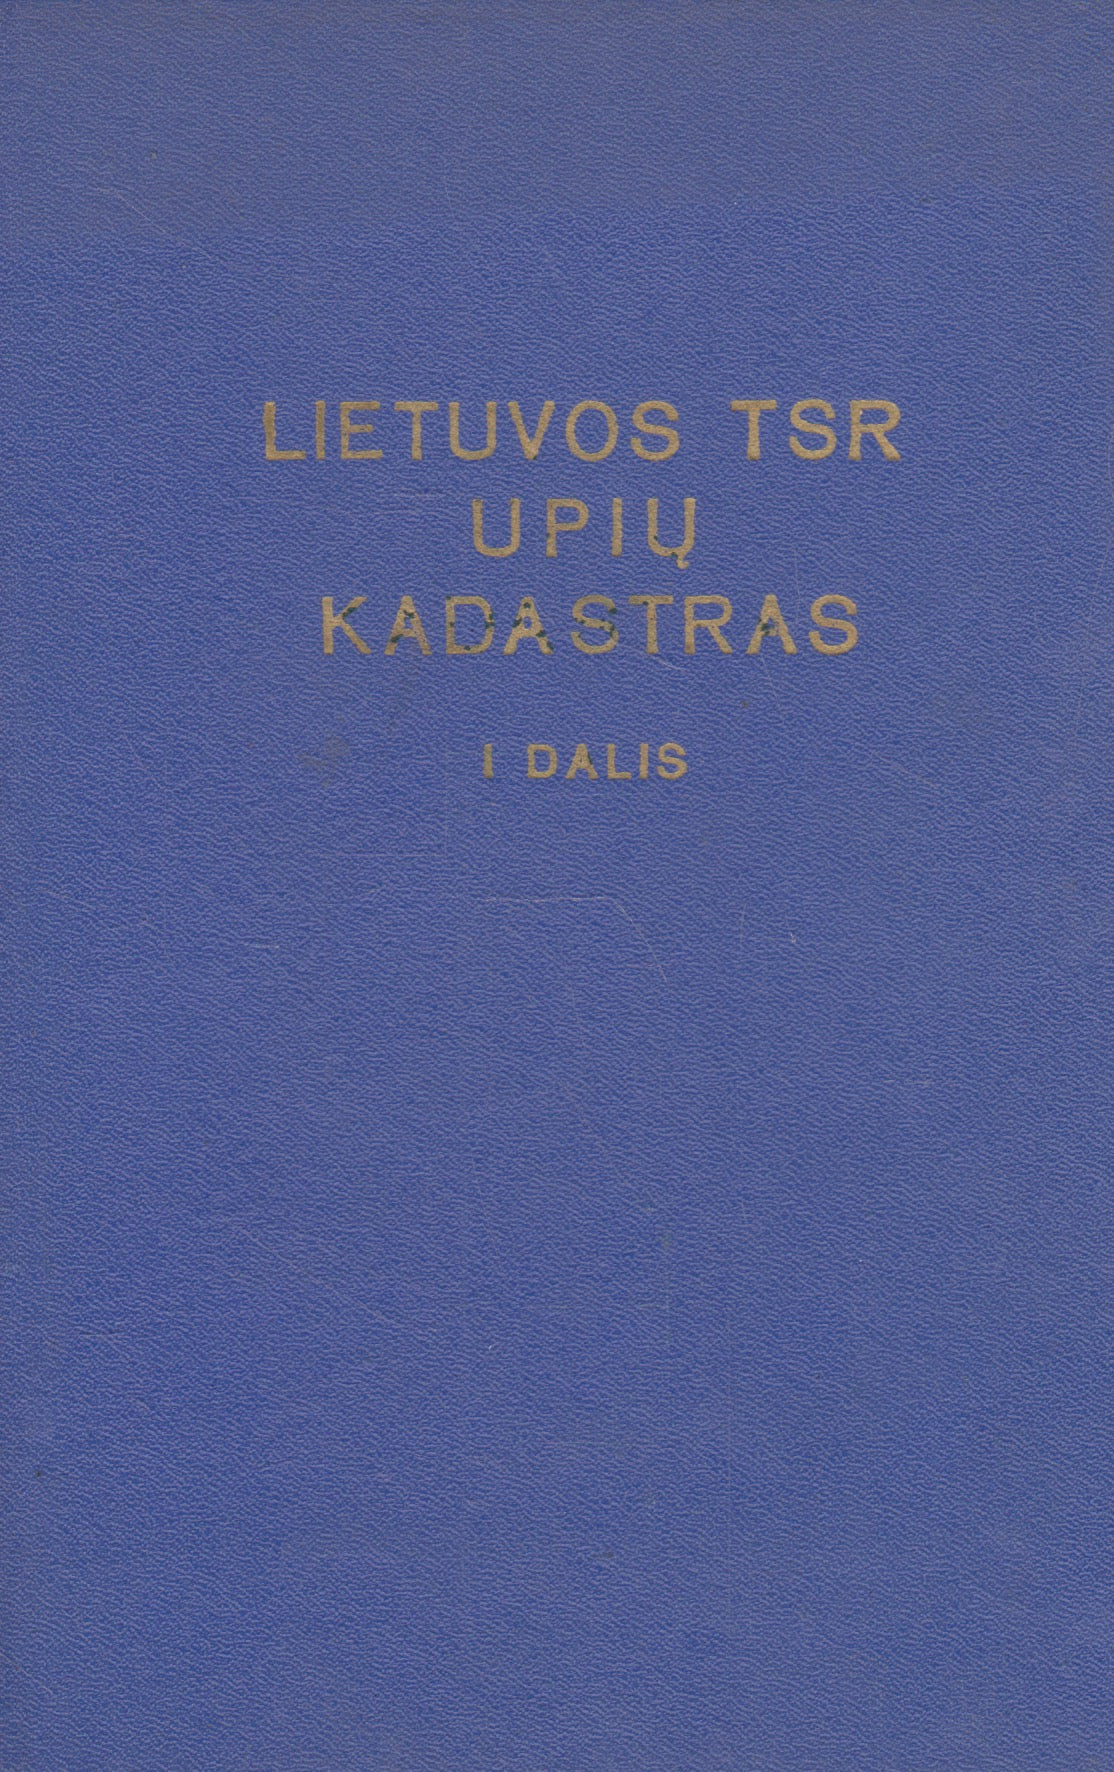 LIETUVOS TSR
UPIŲ
KADASTRAS
I DALIS